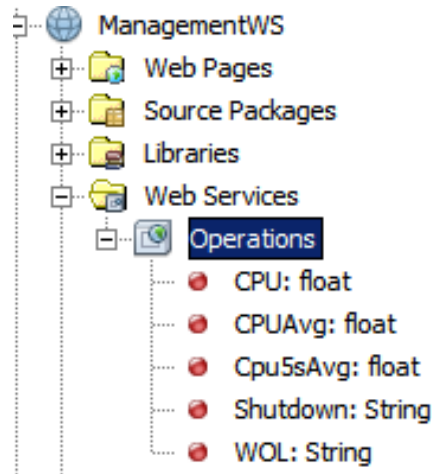 ManagementWS
Web Pages
Source Packages
Libraries
Web Services
Operations
CPU: float
CPUAvg: float
Cpu5sAvg: float
Shutdown: String
WOL: String